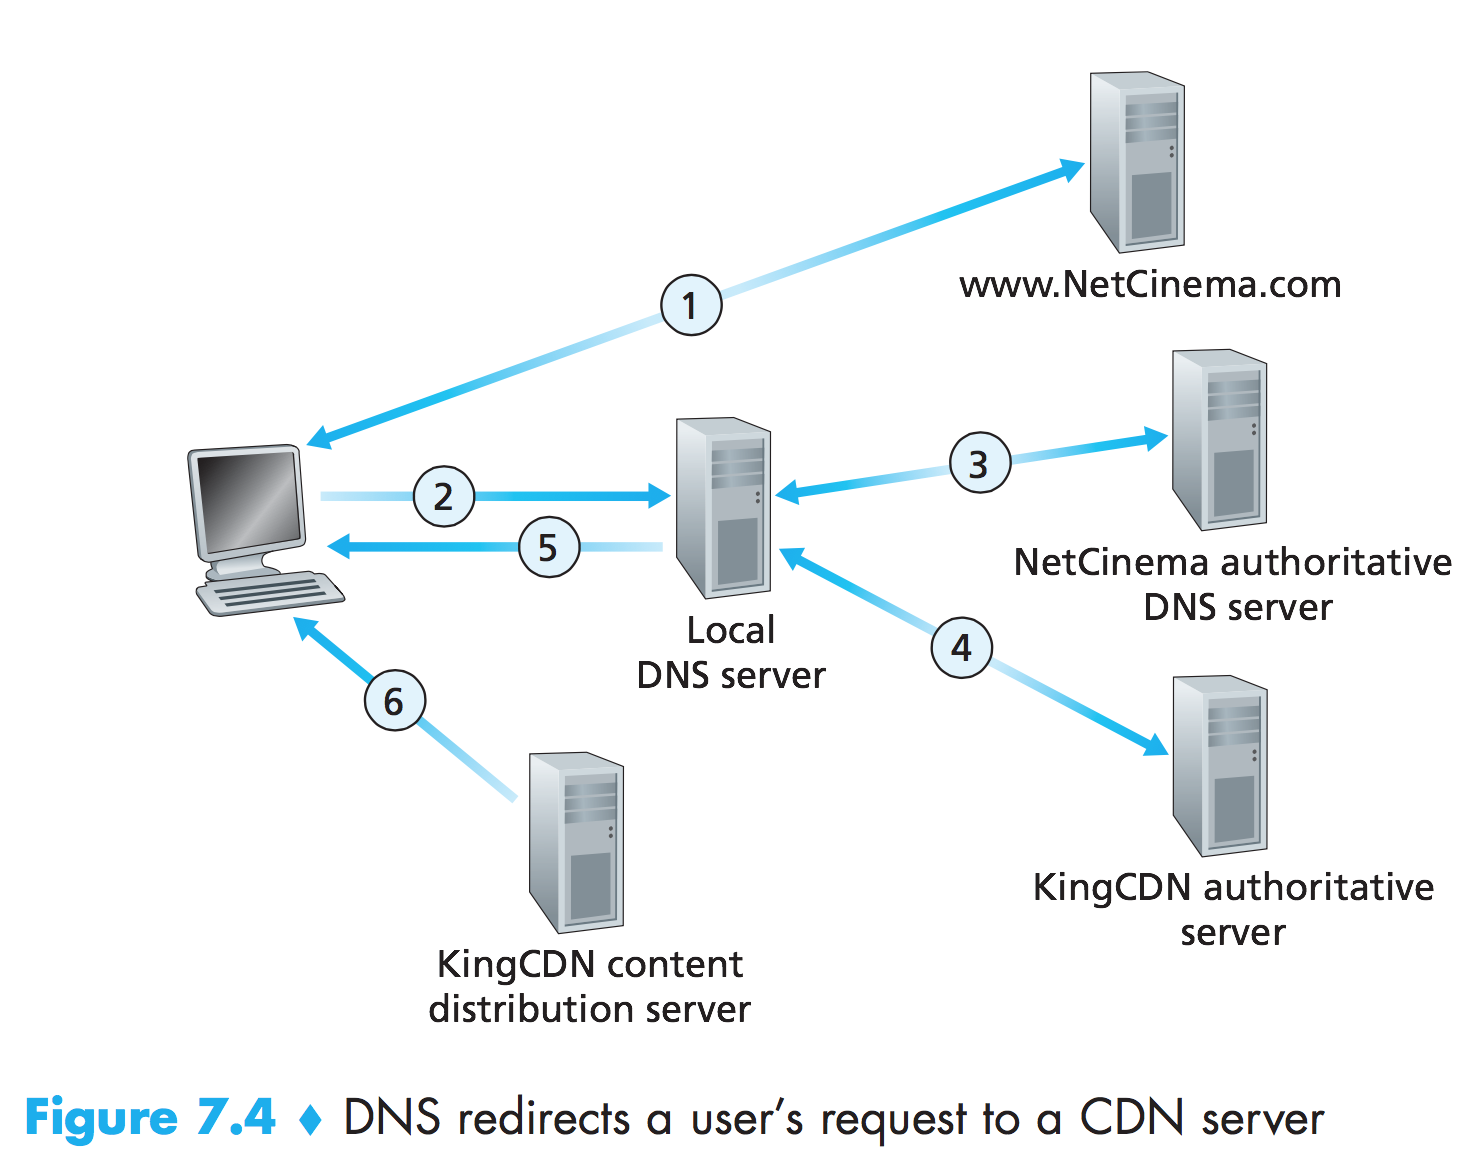 www.NetCinema.com
1
2
3
NetCinema authoritative
DNS server
5
Local
DNS server
4
6
KingCDN authoritative
server
KingCDN content
distribution server
Figure 7.4 ♦ DNS redirects a user's request to a CDN server